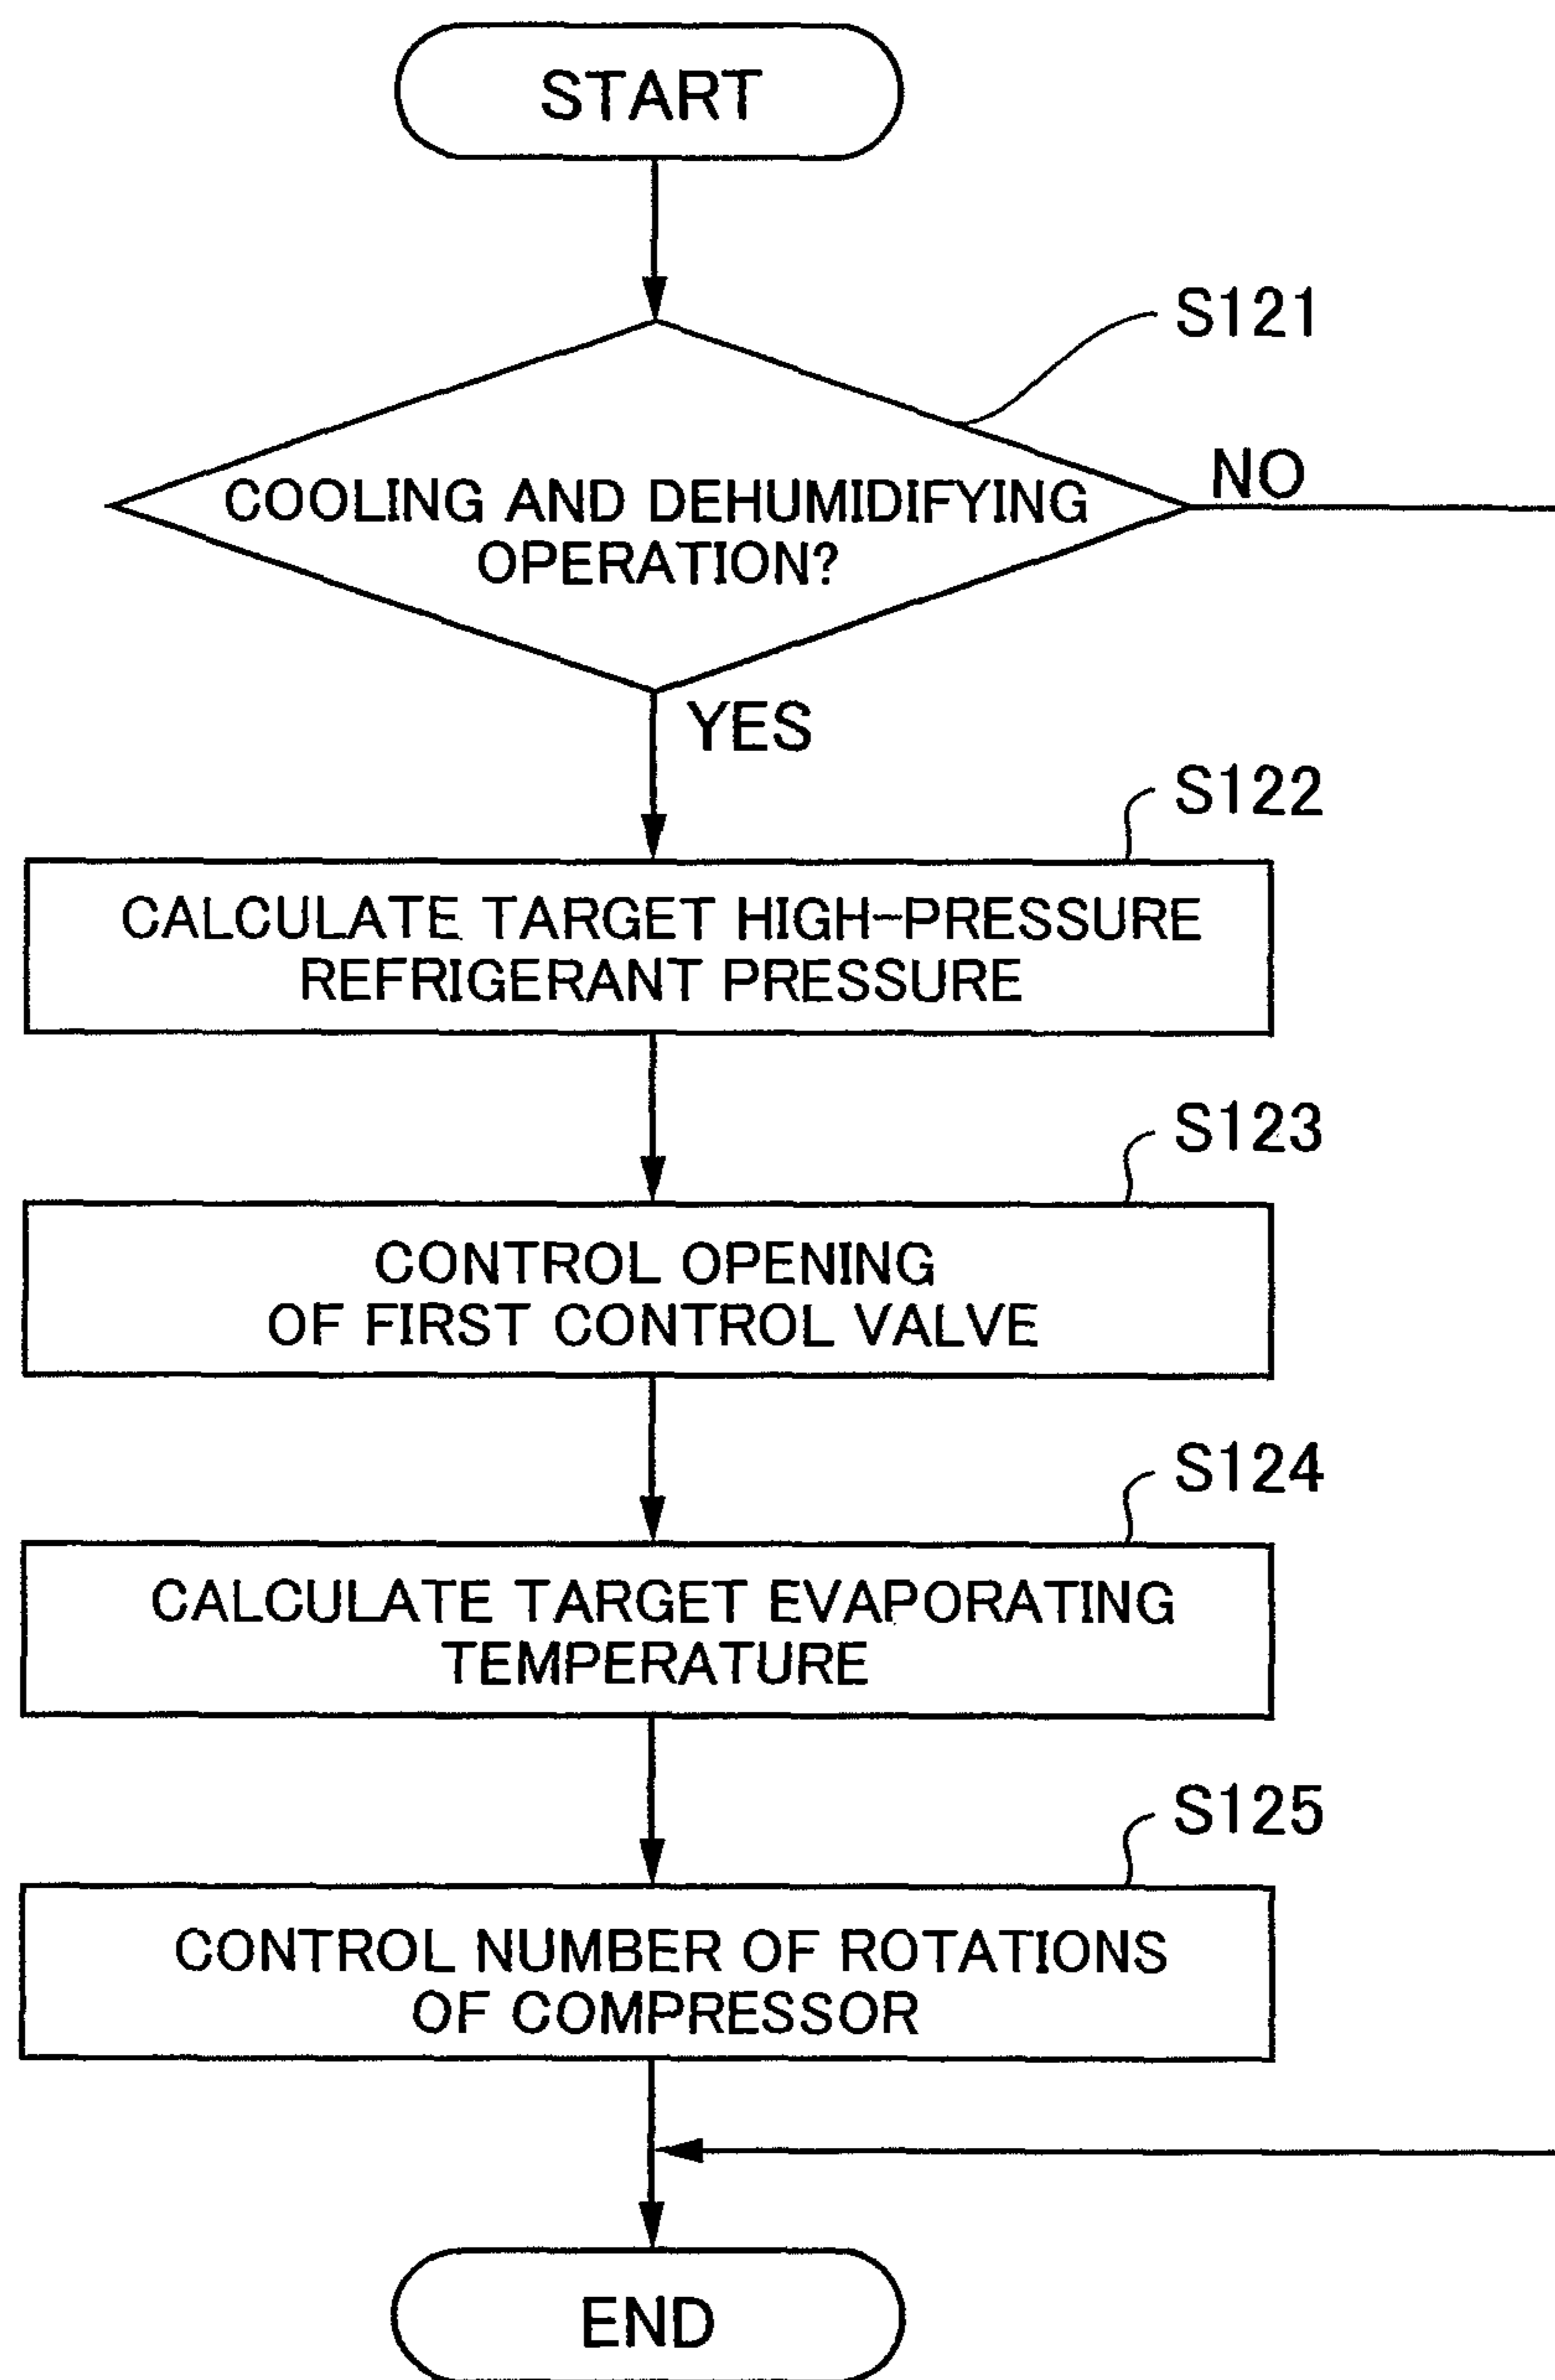 START
S121
COOLING AND DEHUMIDIFYING
OPERATION?
NO
YES
S122
CALCULATE TARGET HIGH-PRESSURE
REFRIGERANT PRESSURE
S123
CONTROL OPENING
OF FIRST CONTROL VALVE
S124
CALCULATE TARGET EVAPORATING
TEMPERATURE
S125
CONTROL NUMBER OF ROTATIONS
OF COMPRESSOR
END